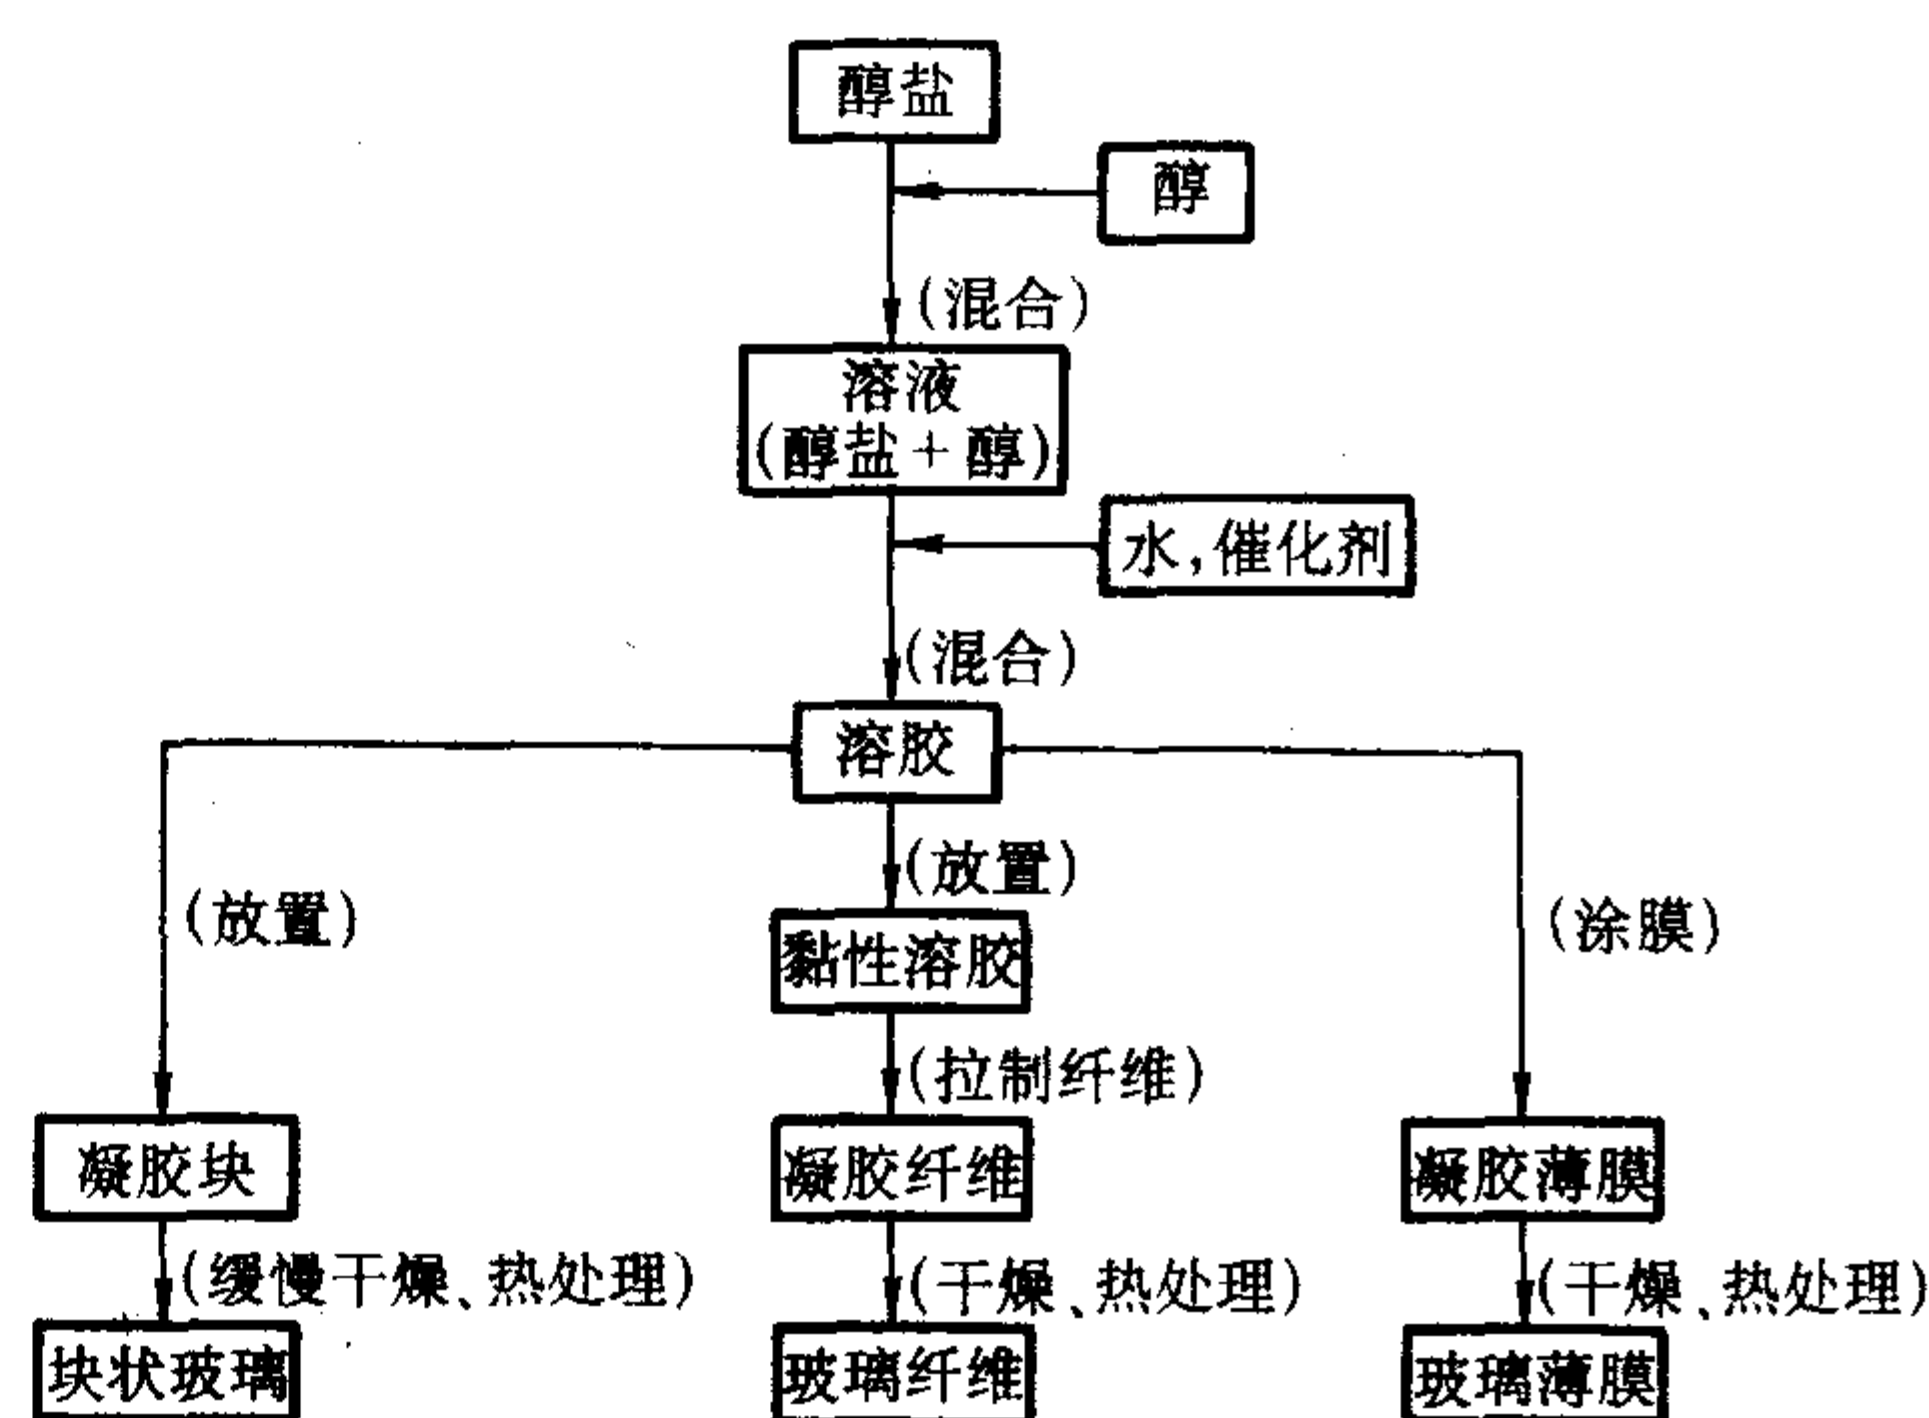 醇盐
醇
(混合)
溶液
(醇盐+醇)
水,催化剂
(混合)
溶胶
(放置)
(放置)
(涂膜)
黏性溶胶
(拉制纤维)
凝胶块
凝胶纤维
凝胶薄膜
(缓慢干燥、热处理)
(干燥、热处理)
(干燥、热处理)
块状玻璃
玻璃纤维
玻璃薄膜